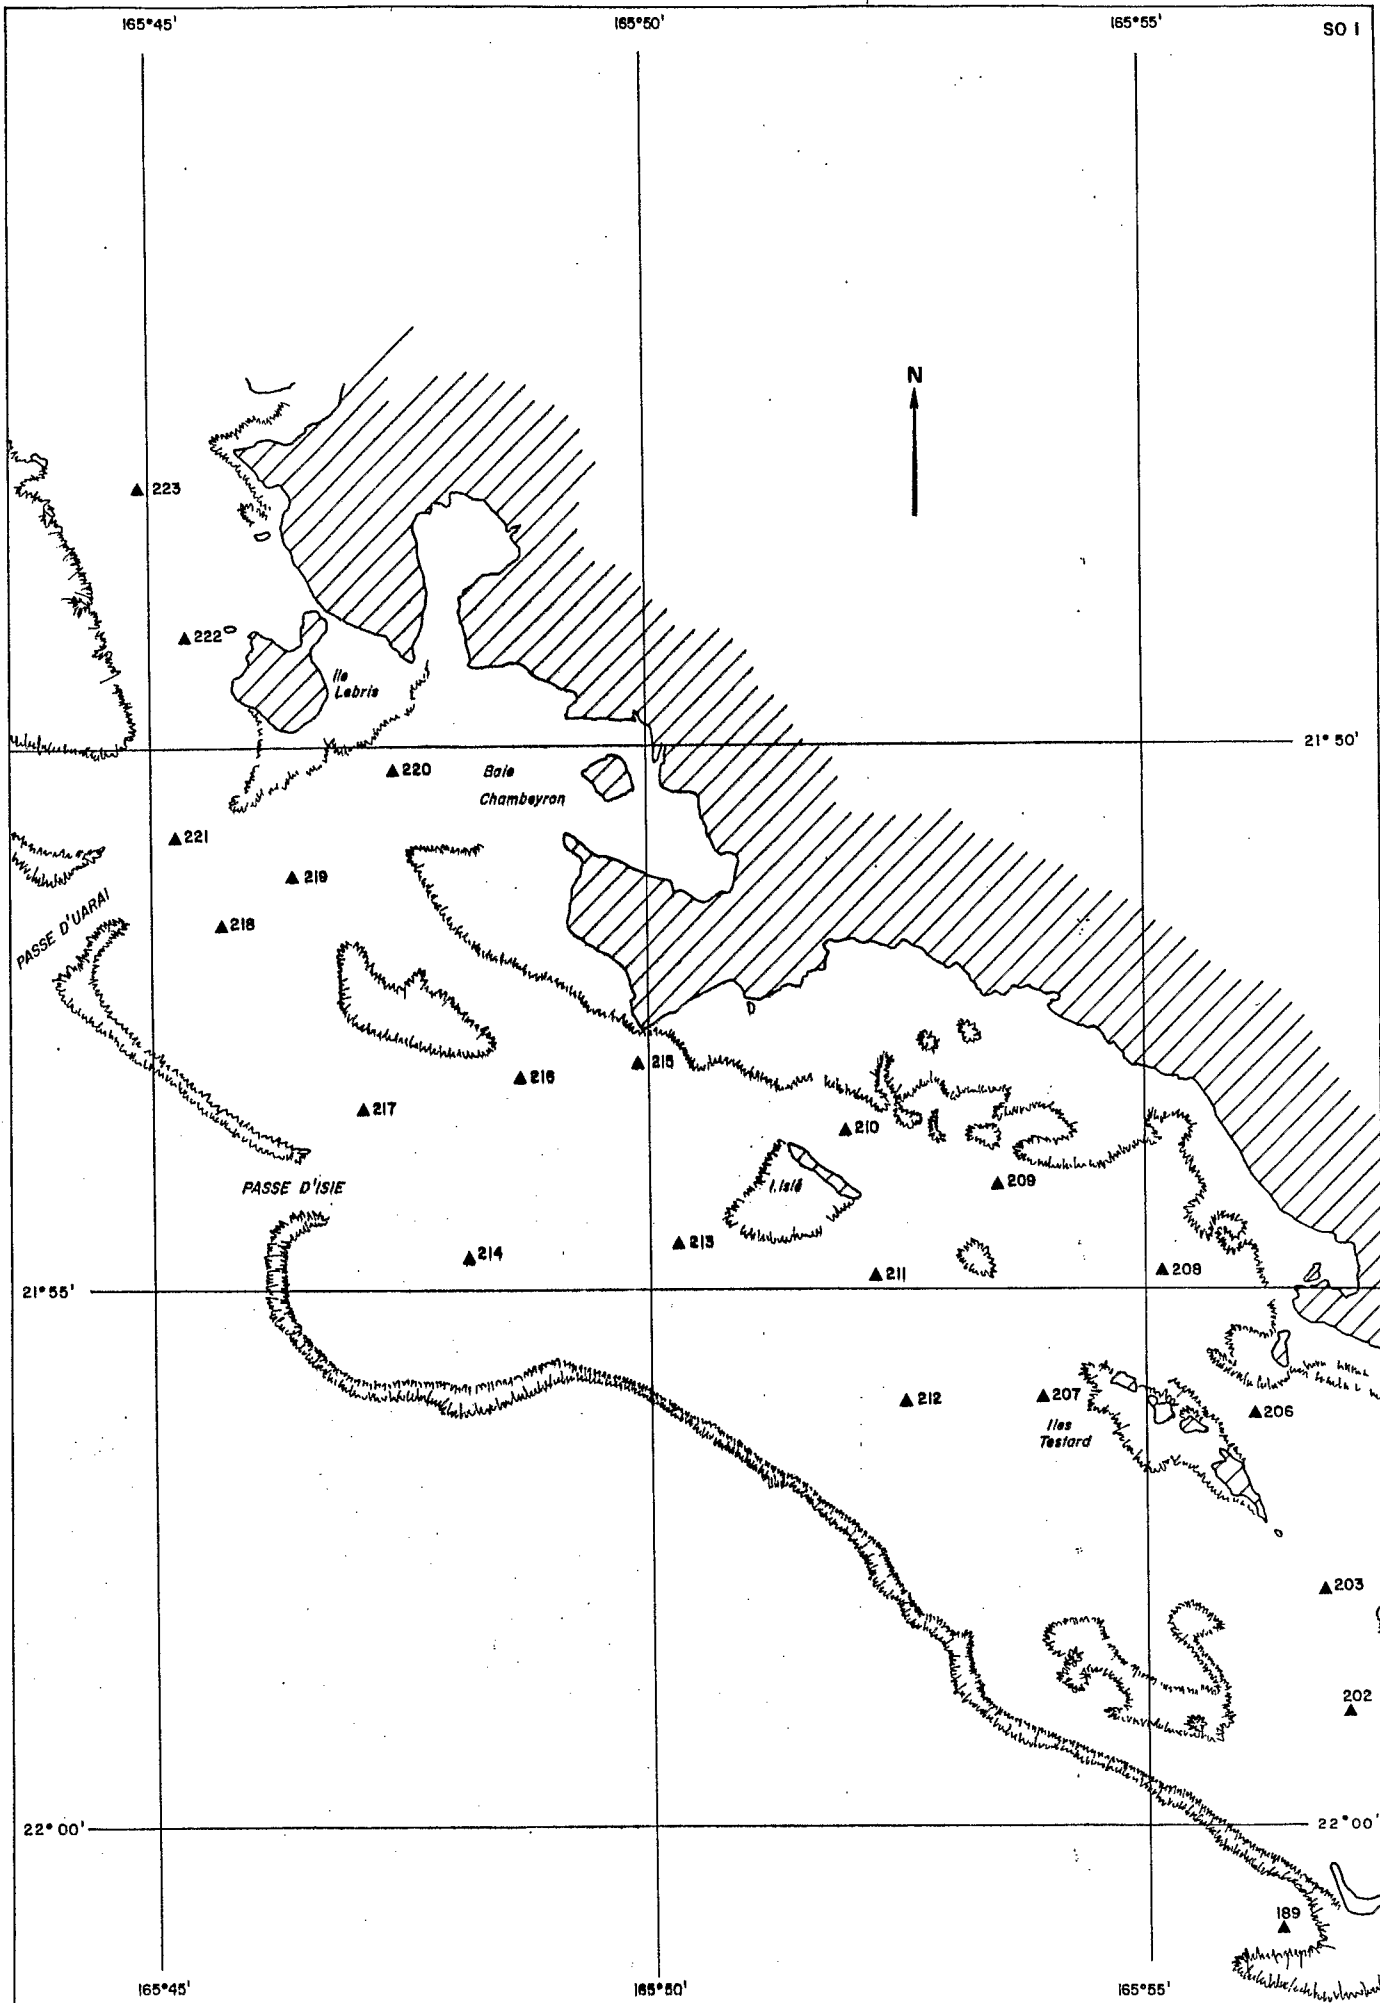 165°45'
165°50'
165°55'
SO 1
N
223
222
Ile
Lebris
21° 50'
220
Baie
Chambeyron
221
219
218
PASSE D'UARAI
215
216
217
210
I. Isié
209
PASSE D'ISIE
213
214
211
208
21°55'
212
207
206
Iles
Testard
203
202
22° 00'
22° 00'
189
165°45'
165°50'
165°55'